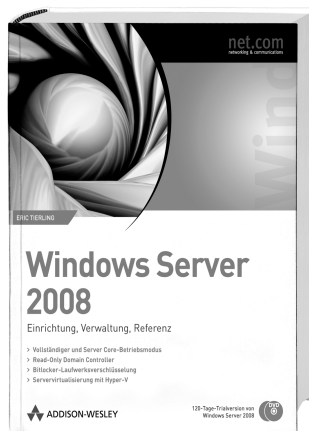 net.com
networking & communications
Windows
ERIC TIERLING
Windows Server
2008
Einrichtung, Verwaltung, Referenz
> Vollständiger und Server Core-Betriebsmodus
> Read-Only Domain Controller
> Bitlocker-Laufwerksverschlüsselung
> Servervirtualisierung mit Hyper-V
ADDISON-WESLEY
120-Tage-Trialversion von
Windows Server 2008
DVD